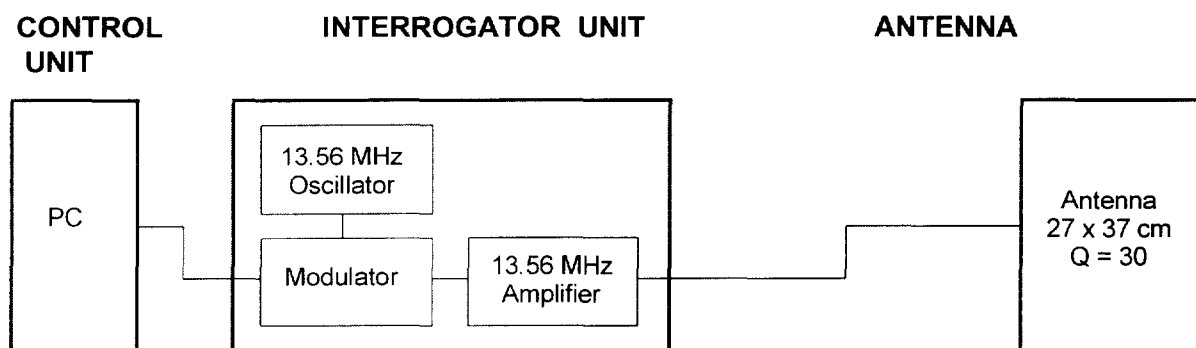 CONTROL
UNIT
INTERROGATOR UNIT
ANTENNA
PC
13.56 MHz
Oscillator
Modulator
13.56 MHz
Amplifier
Antenna
27 x 37 cm
Q = 30